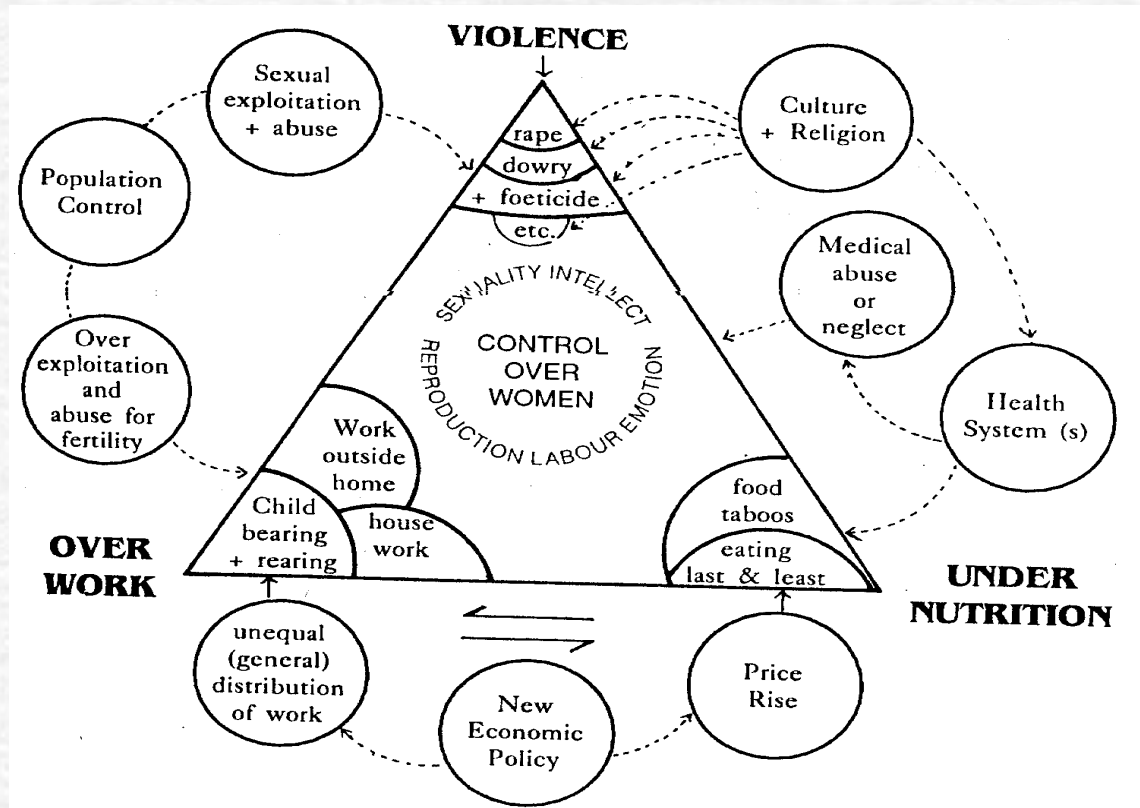 VIOLENCE
Sexual
exploitation
+ abuse
Culture
+ Religion
rape
dowry
+ foeticide
etc.
Population
Control
Medical
abuse
or
neglect
SEXUALITY INTELLECT
CONTROL
OVER
WOMEN
REPRODUCTION LABOUR EMOTION
Over
exploitation
and
abuse for
fertility
Health
System (s)
Work
outside
home
Child
bearing
+ rearing
house
work
food
taboos
eating
last & least
OVER
WORK
UNDER
NUTRITION
unequal
(general)
distribution
of work
New
Economic
Policy
Price
Rise